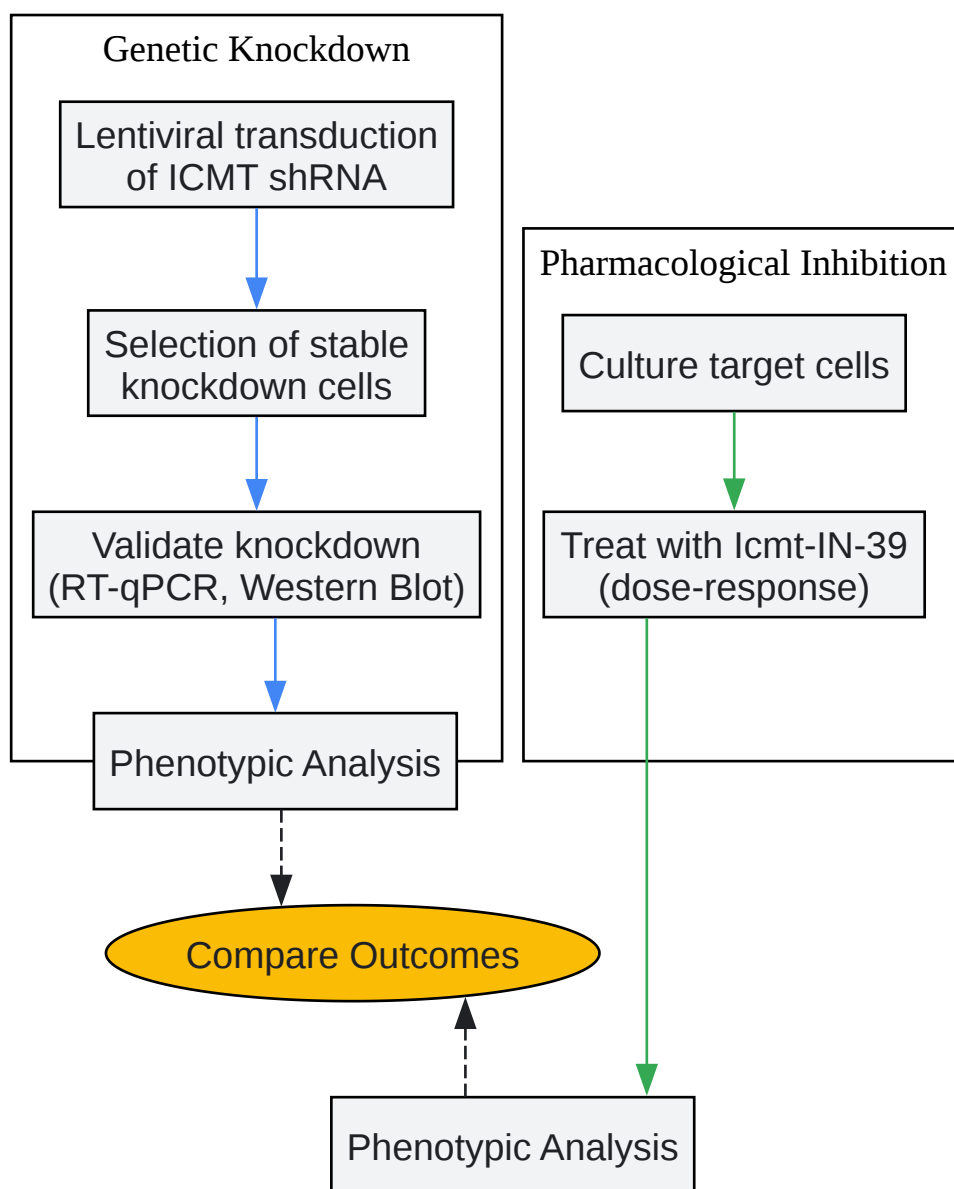 Genetic Knockdown
Lentiviral transduction
of ICMT shRNA
Selection of stable
knockdown cells
Validate knockdown
(RT-qPCR, Western Blot)
Phenotypic Analysis
Pharmacological Inhibition
Culture target cells
Treat with Icmt-IN-39
(dose-response)
Compare Outcomes
Phenotypic Analysis